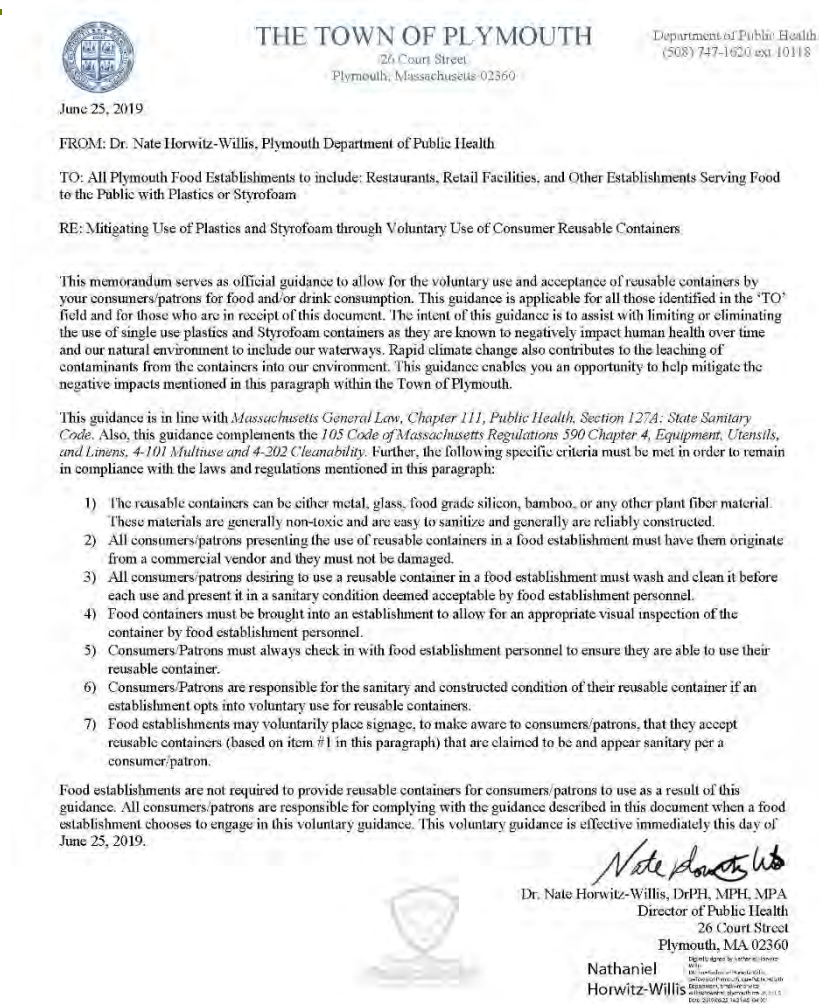 THE TOWN OF PLYMOUTH
26 Court Street
Plymouth, Massachusetts 02360
Department of Public Health
(508) 747-1620 ext 10118
June 25, 2019
FROM: Dr. Nate Horwitz-Willis, Plymouth Department of Public Health
TO: All Plymouth Food Establishments to include: Restaurants, Retail Facilities, and Other Establishments Serving Food
to the Public with Plastics or Styrofoam
RE: Mitigating Use of Plastics and Styrofoam through Voluntary Use of Consumer Reusable Containers
This memorandum serves as official guidance to allow for the voluntary use and acceptance of reusable containers by
your consumers/patrons for food and/or drink consumption. This guidance is applicable for all those identified in the ‘TO’
field and for those who are in receipt of this document. The intent of this guidance is to assist with limiting or eliminating
the use of single use plastics and Styrofoam containers as they are known to negatively impact human health over time
and our natural environment to include our waterways. Rapid climate change also contributes to the leaching of
contaminants from the containers into our environment. This guidance enables you an opportunity to help mitigate the
negative impacts mentioned in this paragraph within the Town of Plymouth.
This guidance is in line with Massachusetts General Law, Chapter 111, Public Health, Section 127A: State Sanitary
Code. Also, this guidance complements the 105 Code of Massachusetts Regulations 590 Chapter 4, Equipment, Utensils,
and Linens, 4-101 Multiuse and 4-202 Cleanability. Further, the following specific criteria must be met in order to remain
in compliance with the laws and regulations mentioned in this paragraph:
1) The reusable containers can be either metal, glass, food grade silicon, bamboo, or any other plant fiber material.
These materials are generally non-toxic and are easy to sanitize and generally are reliably constructed.
2) All consumers/patrons presenting the use of reusable containers in a food establishment must have them originate
from a commercial vendor and they must not be damaged.
3) All consumers/patrons desiring to use a reusable container in a food establishment must wash and clean it before
each use and present it in a sanitary condition deemed acceptable by food establishment personnel.
4) Food containers must be brought into an establishment to allow for an appropriate visual inspection of the
container by food establishment personnel.
5) Consumers/Patrons must always check in with food establishment personnel to ensure they are able to use their
reusable container.
6) Consumers/Patrons are responsible for the sanitary and constructed condition of their reusable container if an
establishment opts into voluntary use for reusable containers.
7) Food establishments may voluntarily place signage, to make aware to consumers/patrons, that they accept
reusable containers (based on item #1 in this paragraph) that are claimed to be and appear sanitary per a
consumer/patron.
Food establishments are not required to provide reusable containers for consumers/patrons to use as a result of this
guidance. All consumers/patrons are responsible for complying with the guidance described in this document when a food
establishment chooses to engage in this voluntary guidance. This voluntary guidance is effective immediately this day of
June 25, 2019.
Dr. Nate Horwitz-Willis, DrPH, MPH, MPA
Director of Public Health
26 Court Street
Plymouth, MA 02360
Nathaniel
Horwitz-Willis